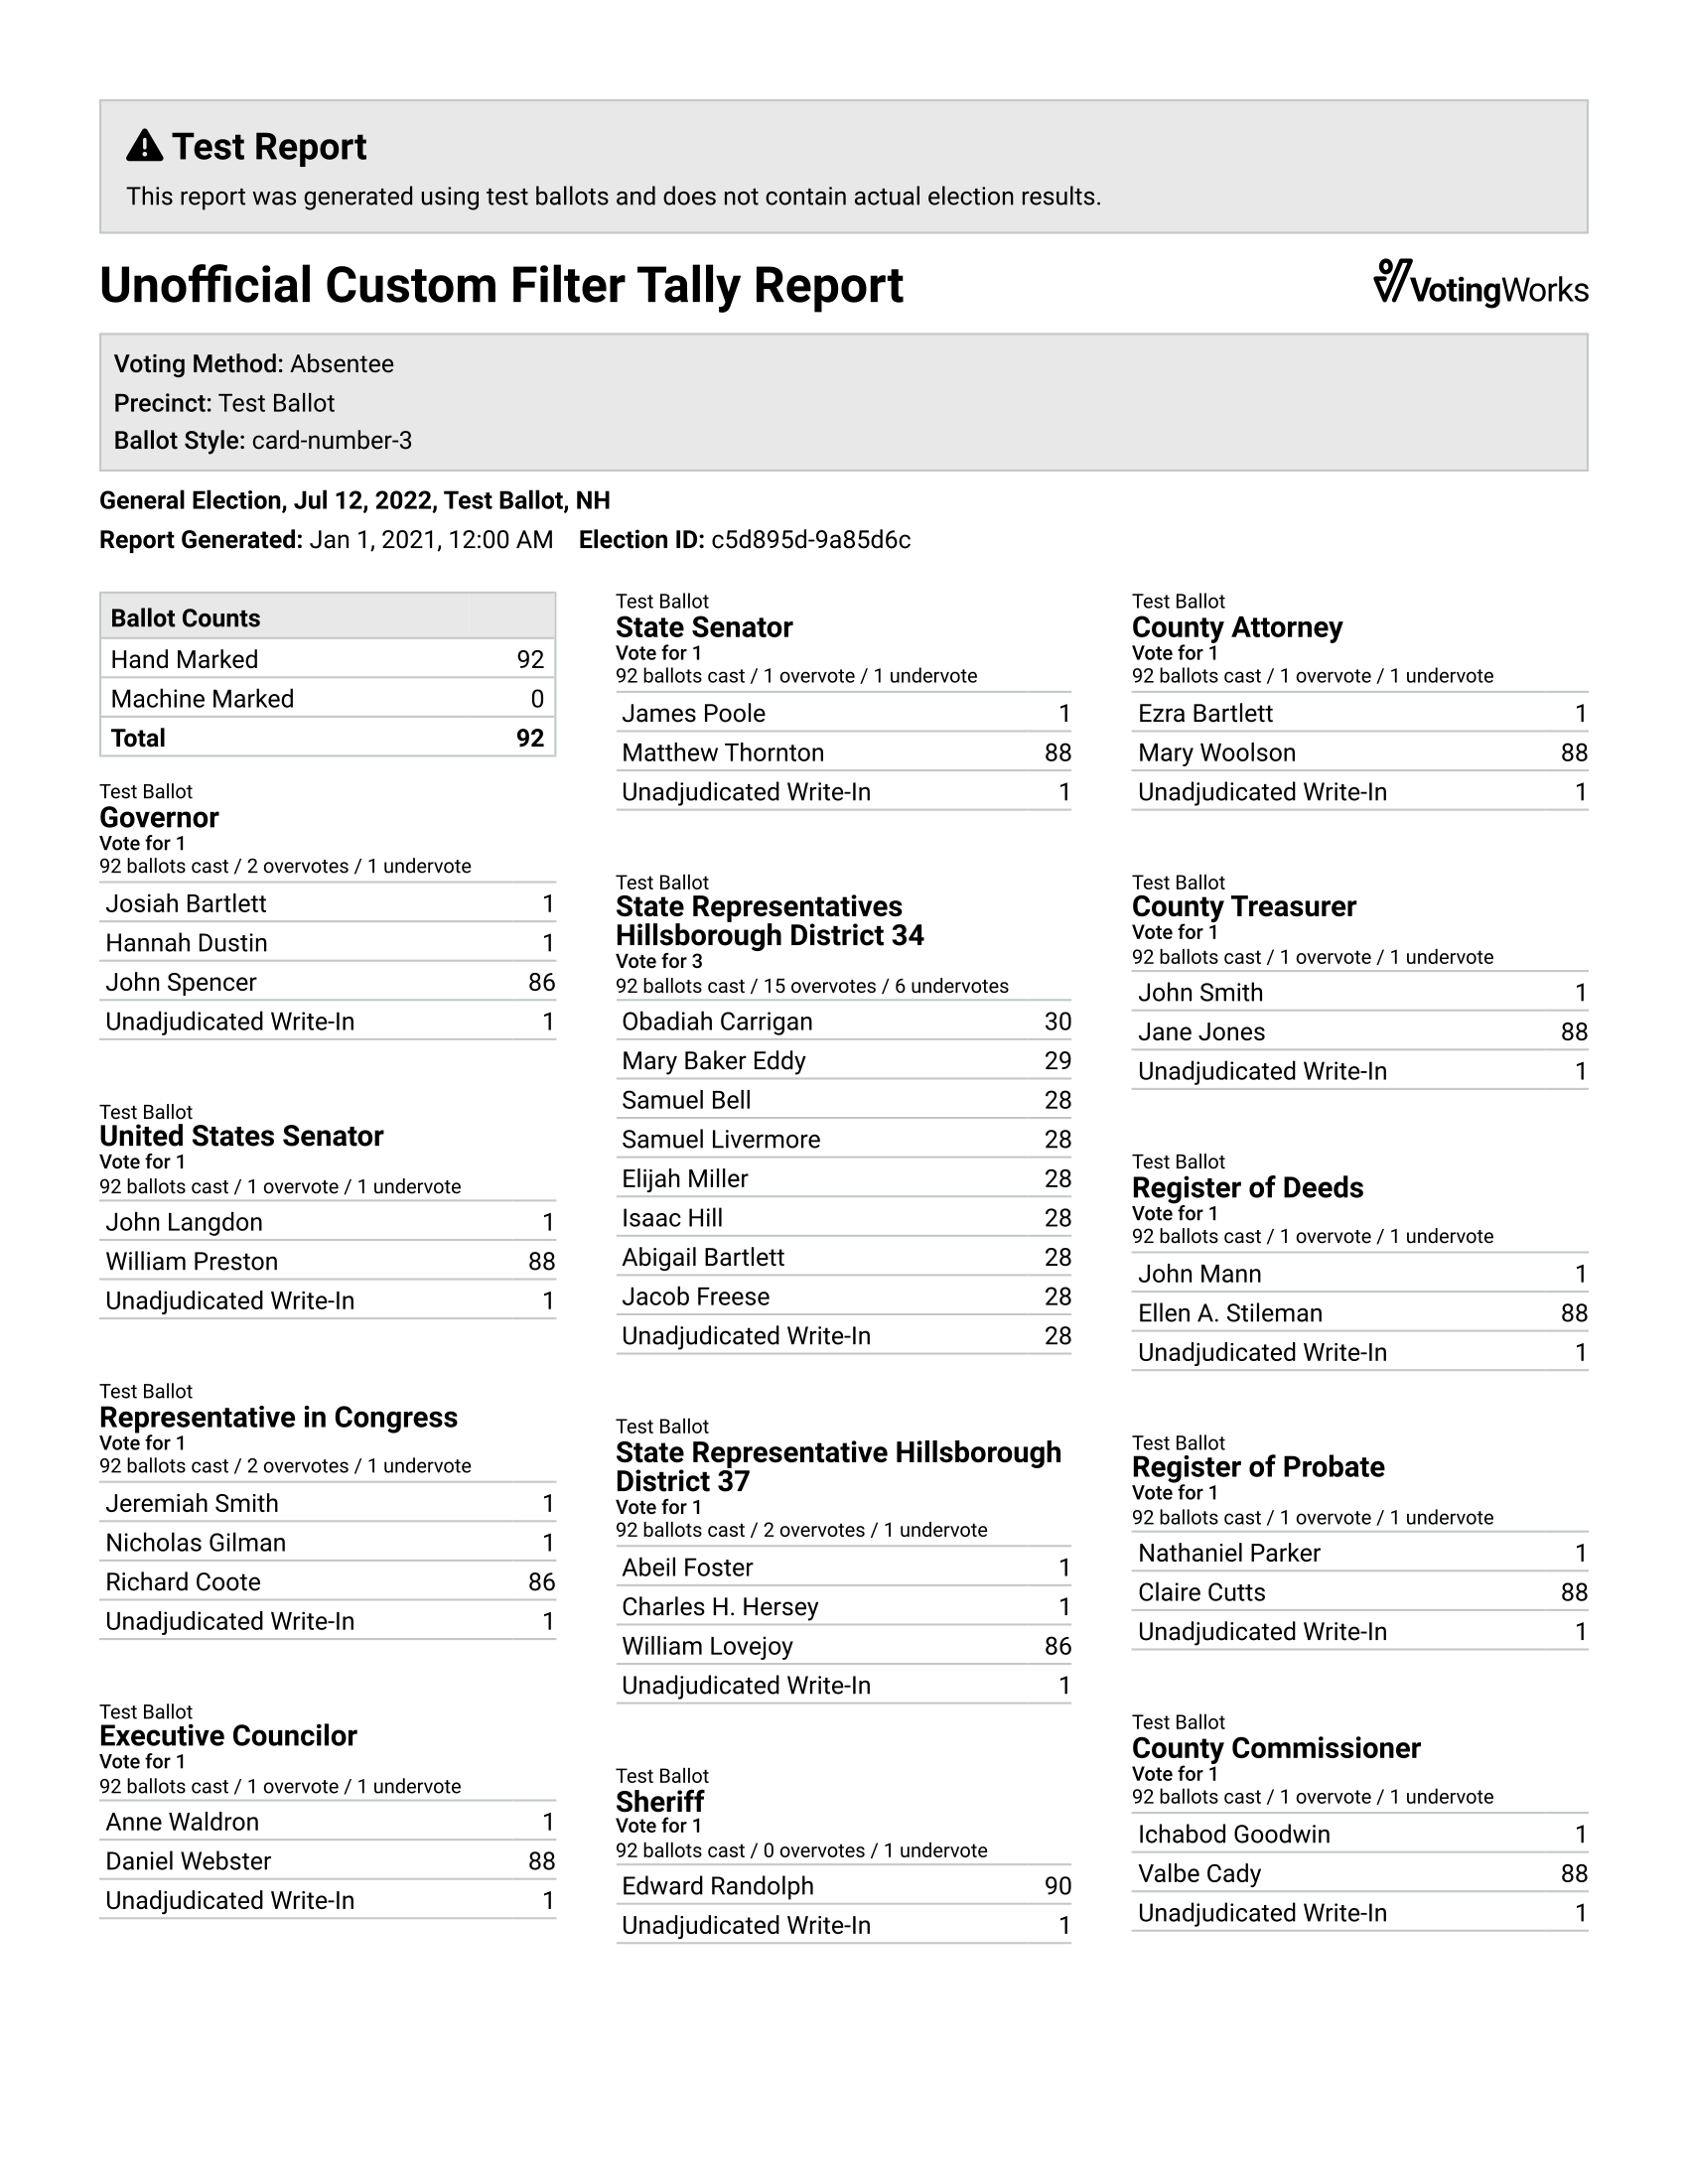 Test Report
This report was generated using test ballots and does not contain actual election results.
Unofficial Custom Filter Tally Report
VotingWorks
Voting Method: Absentee
Precinct: Test Ballot
Ballot Style: card-number-3
General Election, Jul 12, 2022, Test Ballot, NH
Report Generated: Jan 1, 2021, 12:00 AM Election ID: c5d895d-9a85d6c
Ballot Counts
Hand Marked 92
Machine Marked 0
Total 92
Test Ballot
Governor
Vote for 1
92 ballots cast / 2 overvotes / 1 undervote
Josiah Bartlett 1
Hannah Dustin 1
John Spencer 86
Unadjudicated Write-In 1
Test Ballot
United States Senator
Vote for 1
92 ballots cast / 1 overvote / 1 undervote
John Langdon 1
William Preston 88
Unadjudicated Write-In 1
Test Ballot
Representative in Congress
Vote for 1
92 ballots cast / 2 overvotes / 1 undervote
Jeremiah Smith 1
Nicholas Gilman 1
Richard Coote 86
Unadjudicated Write-In 1
Test Ballot
Executive Councilor
Vote for 1
92 ballots cast / 1 overvote / 1 undervote
Anne Waldron 1
Daniel Webster 88
Unadjudicated Write-In 1
Test Ballot
State Senator
Vote for 1
92 ballots cast / 1 overvote / 1 undervote
James Poole 1
Matthew Thornton 88
Unadjudicated Write-In 1
Test Ballot
State Representatives
Hillsborough District 34
Vote for 3
92 ballots cast / 15 overvotes / 6 undervotes
Obadiah Carrigan 30
Mary Baker Eddy 29
Samuel Bell 28
Samuel Livermore 28
Elijah Miller 28
Isaac Hill 28
Abigail Bartlett 28
Jacob Freese 28
Unadjudicated Write-In 28
Test Ballot
State Representative Hillsborough
District 37
Vote for 1
92 ballots cast / 2 overvotes / 1 undervote
Abeil Foster 1
Charles H. Hersey 1
William Lovejoy 86
Unadjudicated Write-In 1
Test Ballot
Sheriff
Vote for 1
92 ballots cast / 0 overvotes / 1 undervote
Edward Randolph 90
Unadjudicated Write-In 1
Test Ballot
County Attorney
Vote for 1
92 ballots cast / 1 overvote / 1 undervote
Ezra Bartlett 1
Mary Woolson 88
Unadjudicated Write-In 1
Test Ballot
County Treasurer
Vote for 1
92 ballots cast / 1 overvote / 1 undervote
John Smith 1
Jane Jones 88
Unadjudicated Write-In 1
Test Ballot
Register of Deeds
Vote for 1
92 ballots cast / 1 overvote / 1 undervote
John Mann 1
Ellen A. Stileman 88
Unadjudicated Write-In 1
Test Ballot
Register of Probate
Vote for 1
92 ballots cast / 1 overvote / 1 undervote
Nathaniel Parker 1
Claire Cutts 88
Unadjudicated Write-In 1
Test Ballot
County Commissioner
Vote for 1
92 ballots cast / 1 overvote / 1 undervote
Ichabod Goodwin 1
Valbe Cady 88
Unadjudicated Write-In 1